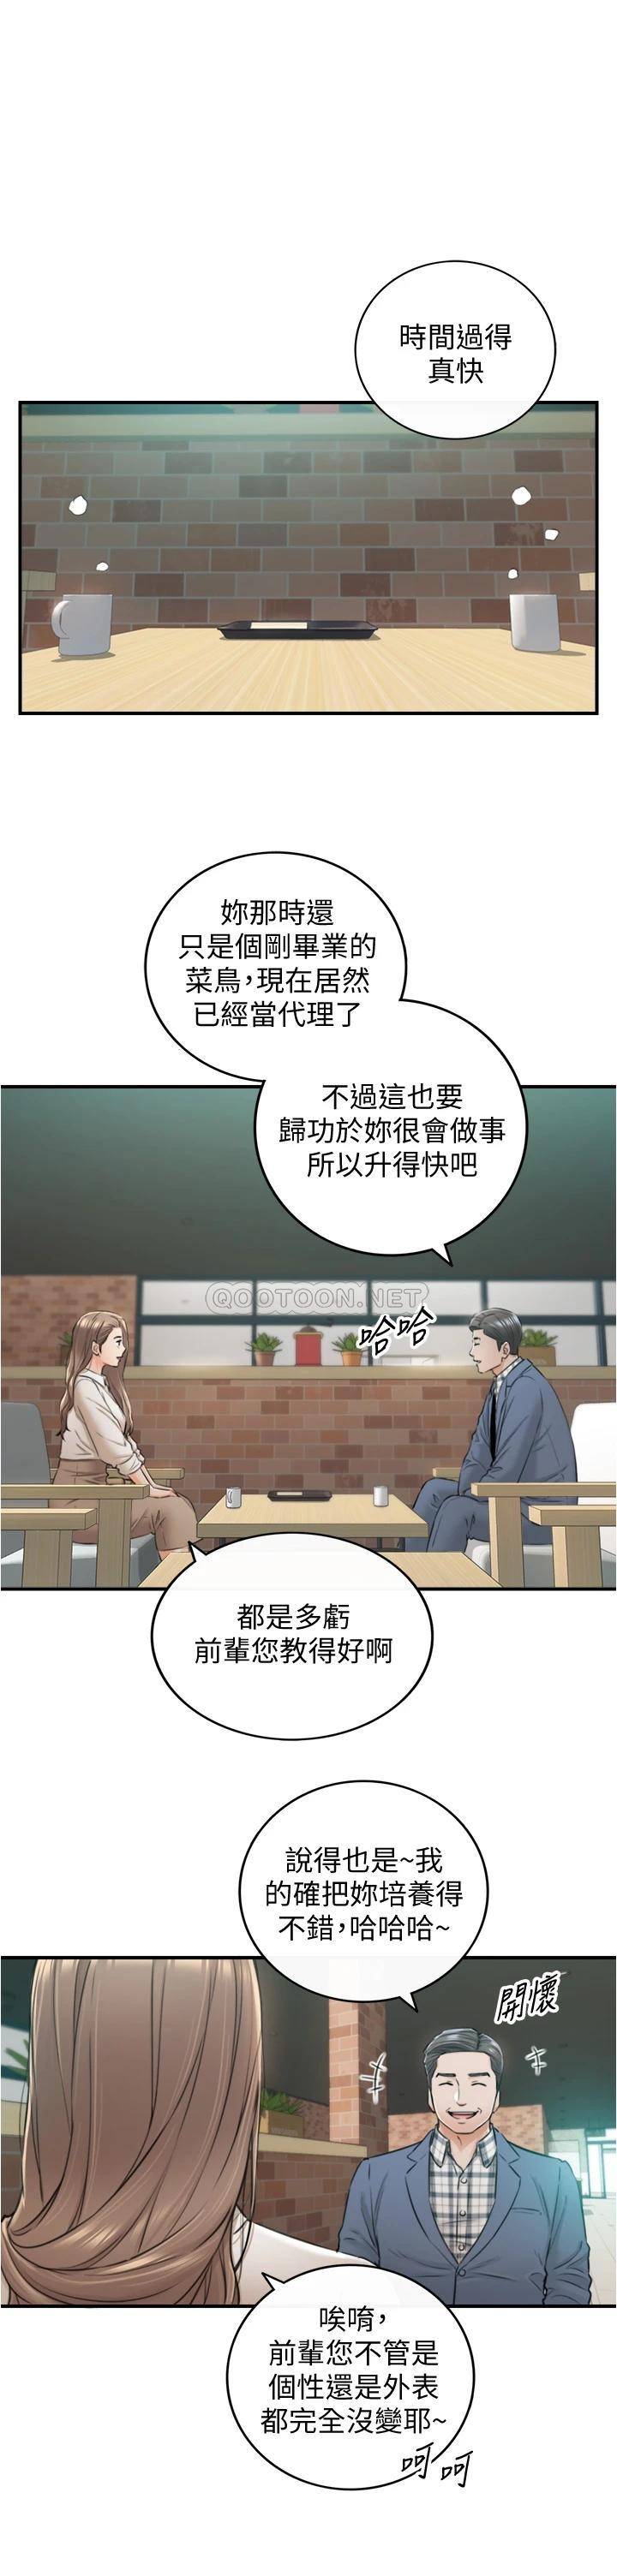 時間過得
真快
妳那時還
只是個剛畢業的
菜鳥,現在居然
已經當代理了
不過這也要
歸功於妳很會做事
所以升得快吧
QOOTOON.NET
哈哈
都是多虧
前輩您教得好啊
說得也是~我
的確把妳培養得
不錯,哈哈哈~
開懷
唉唷,
前輩您不管是
個性還是外表
都完全沒變耶~
呵呵